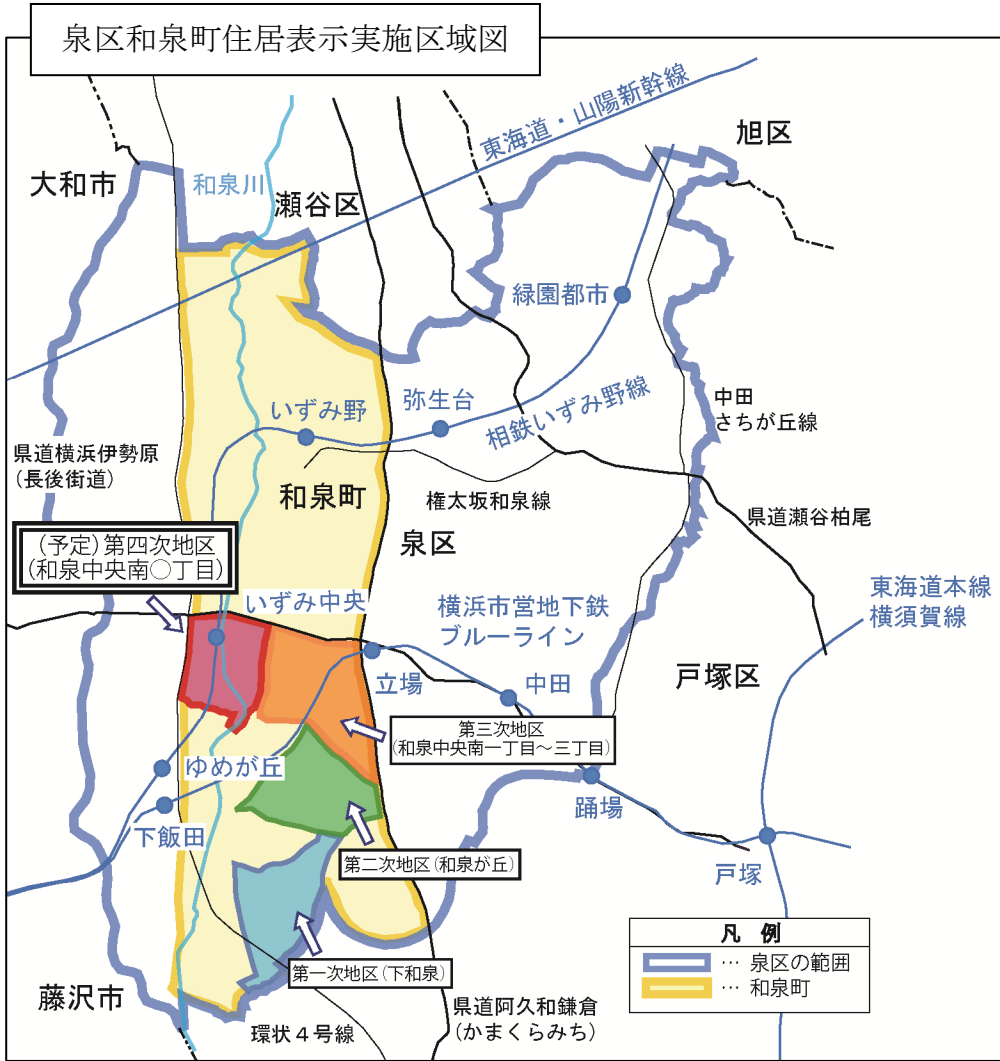 泉区和泉町住居表示実施区域図
東海道・山陽新幹線
旭区
大和市
和泉川
瀬谷区
緑園都市
中田
さちが丘線
弥生台
いずみ野
相鉄いずみ野線
県道横浜伊勢原
(長後街道)
和泉町
権太坂和泉線
県道瀬谷柏尾
泉区
(予定)第四次地区
(和泉中央南○丁目)
いずみ中央
横浜市営地下鉄
ブルーライン
東海道本線
横須賀線
立場
中田
戸塚区
第三次地区
(和泉中央南一丁目～三丁目)
ゆめが丘
下飯田
踊場
第二次地区(和泉が丘)
戸塚
凡 例
… 泉区の範囲
… 和泉町
第一次地区(下和泉)
藤沢市
環状4号線
県道阿久和鎌倉
(かまくらみち)